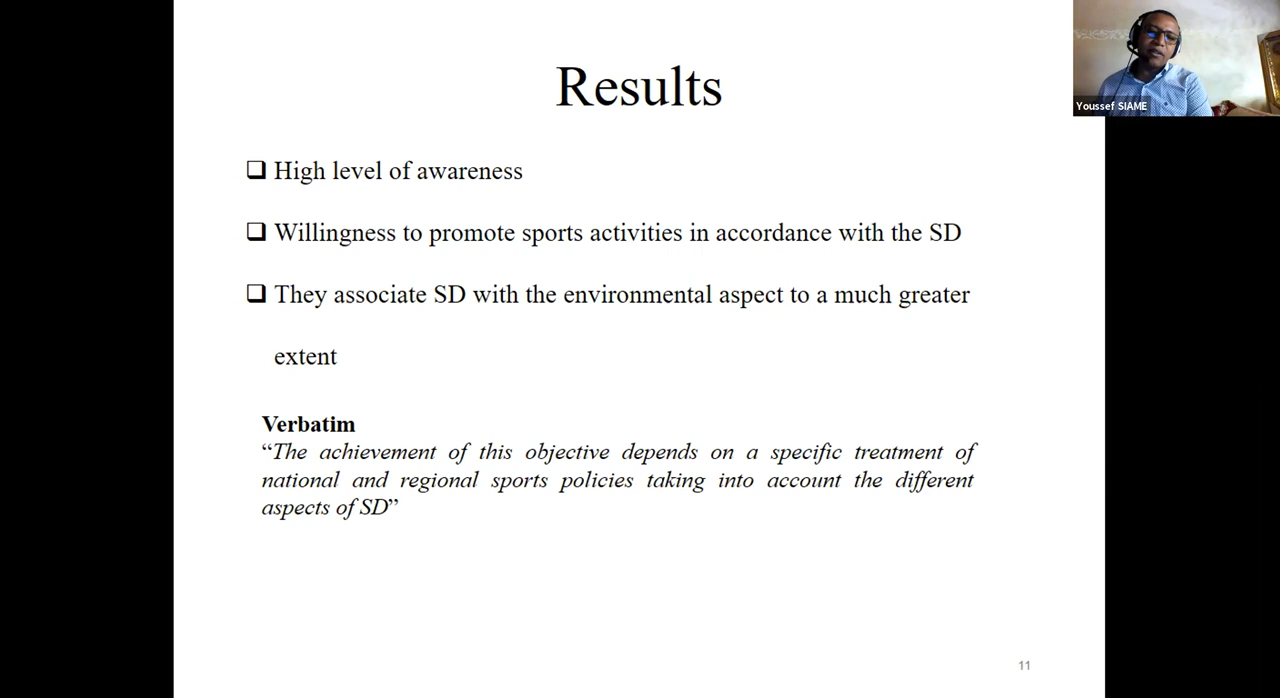 Results
❑ High level of awareness
❑ Willingness to promote sports activities in accordance with the SD
❑ They associate SD with the environmental aspect to a much greater
extent
Verbatim
“The achievement of this objective depends on a specific treatment of
national and regional sports policies taking into account the different
aspects of SD”
11
Youssef SIAME